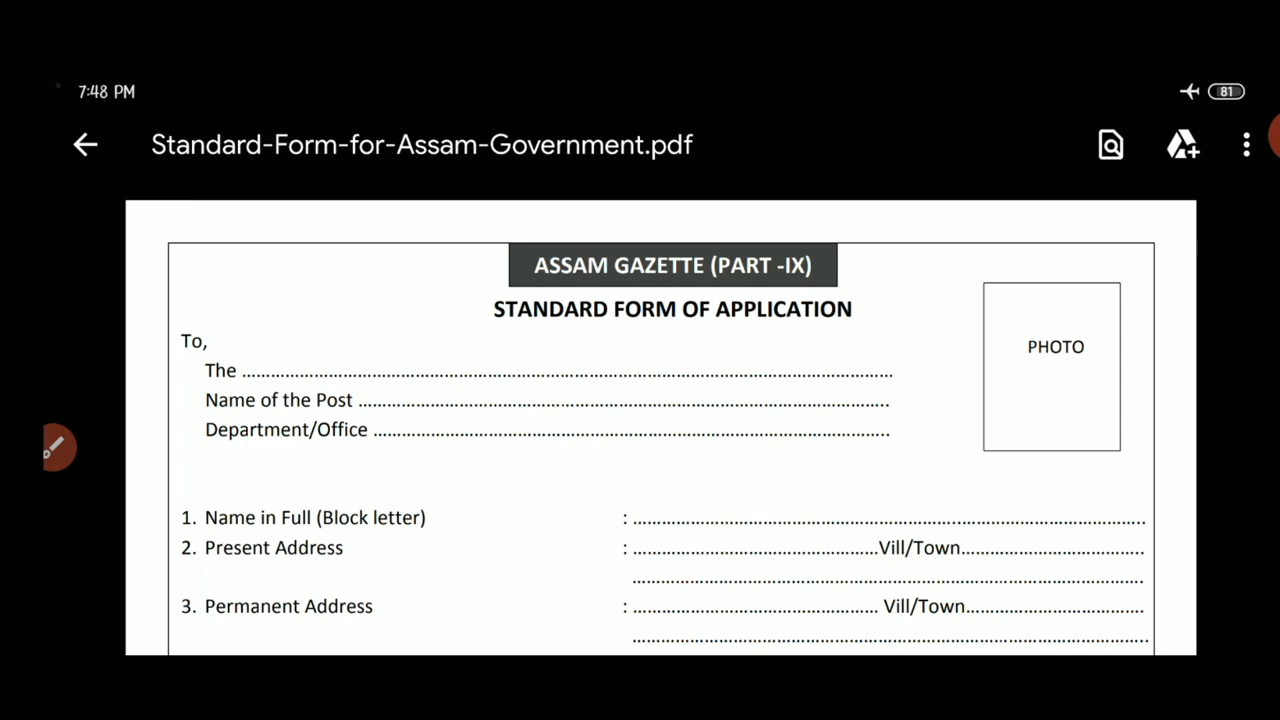 7:48 PM
81
Standard-Form-for-Assam-Government.pdf
ASSAM GAZETTE (PART -IX)
STANDARD FORM OF APPLICATION
PHOTO
To,
The ................................................................................
Name of the Post ................................................................................
Department/Office ................................................................................
1. Name in Full (Block letter) : ................................................................................
2. Present Address : ........................................Vill/Town........................................
................................................................................
3. Permanent Address : ........................................ Vill/Town........................................
................................................................................